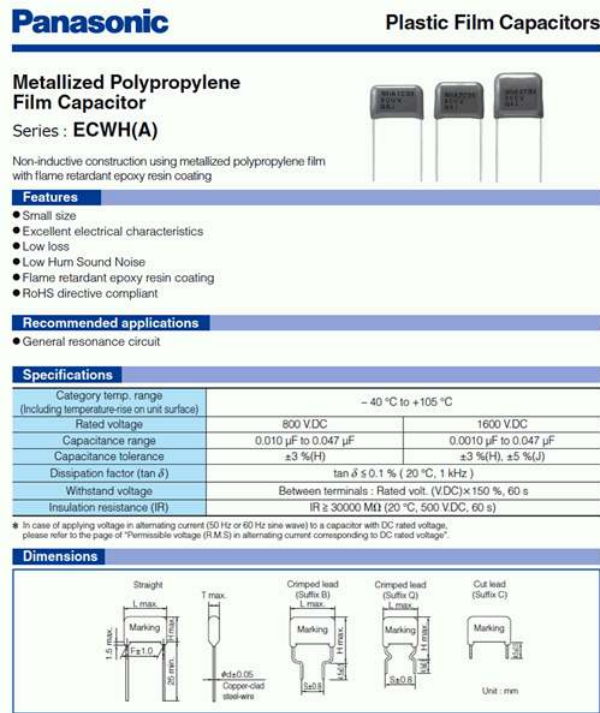 Panasonic
Plastic Film Capacitors
Metallized Polypropylene
Film Capacitor
Series : ECWH(A)
Non-inductive construction using metallized polypropylene film
with flame retardant epoxy resin coating
Features
● Small size
● Excellent electrical characteristics
● Low loss
● Low Hum Sound Noise
● Flame retardant epoxy resin coating
● RoHS directive compliant
Recommended applications
● General resonance circuit
Specifications
Category temp. range
(Including temperature-rise on unit surface)
– 40 °C to +105 °C
Rated voltage 800 V.DC 1600 V.DC
Capacitance range 0.010 µF to 0.047 µF 0.0010 µF to 0.047 µF
Capacitance tolerance ±3 %(H) ±3 %(H), ±5 %(J)
Dissipation factor (tan δ) tan δ ≤ 0.1 % ( 20 °C, 1 kHz )
Withstand voltage Between terminals : Rated volt. (V.DC)×150 %, 60 s
Insulation resistance (IR) IR ≧ 30000 MΩ (20 °C, 500 V.DC, 60 s)
* In case of applying voltage in alternating current (50 Hz or 60 Hz sine wave) to a capacitor with DC rated voltage,
please refer to the page of "Permissible voltage (R.M.S) in alternating current corresponding to DC rated voltage".
Dimensions
Straight
L max.
Marking
H max.
1.5 max.
F±1.0
25 min.
T max.
ød±0.05
Copper-clad
steel-wire
Crimped lead
(Suffix B)
L max.
Marking
H max.
S±0.8
Crimped lead
(Suffix Q)
L max.
Marking
H max.
S±0.8
Cut lead
(Suffix C)
Marking
Unit : mm